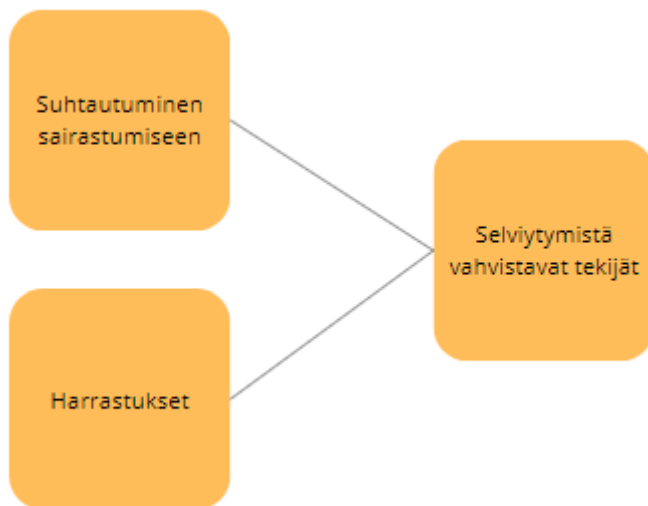 Suhtautuminen
sairastumiseen
Selviytymistä
vahvistavat tekijät
Harrastukset